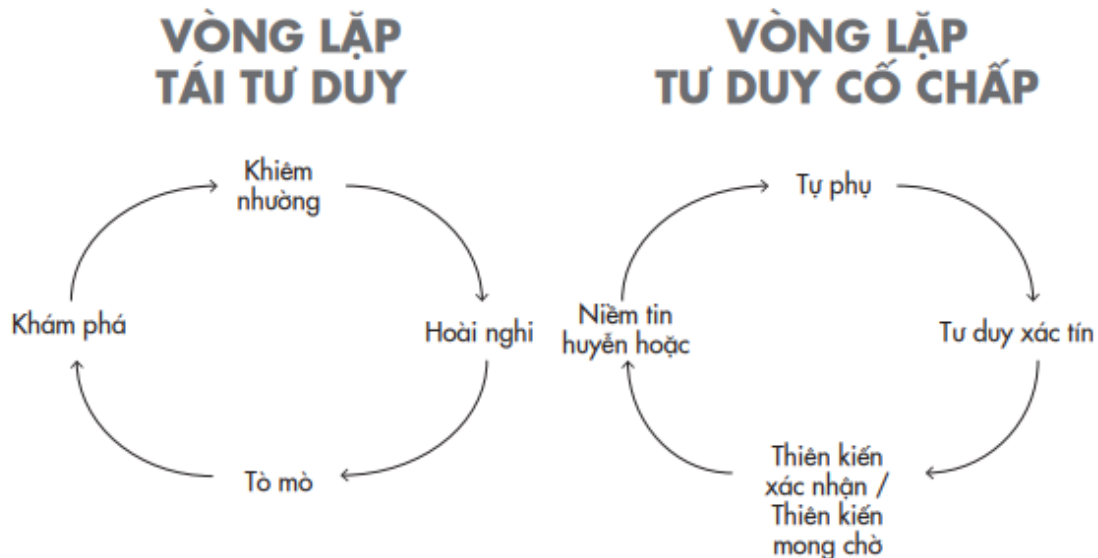 VÒNG LẶP
TÁI TƯ DUY
Khiêm
nhường
Hoài nghi
Tò mò
Khám phá
VÒNG LẶP
TƯ DUY CỐ CHẤP
Tự phụ
Tư duy xác tín
Thiên kiến
xác nhận /
Thiên kiến
mong chờ
Niềm tin
huyễn hoặc